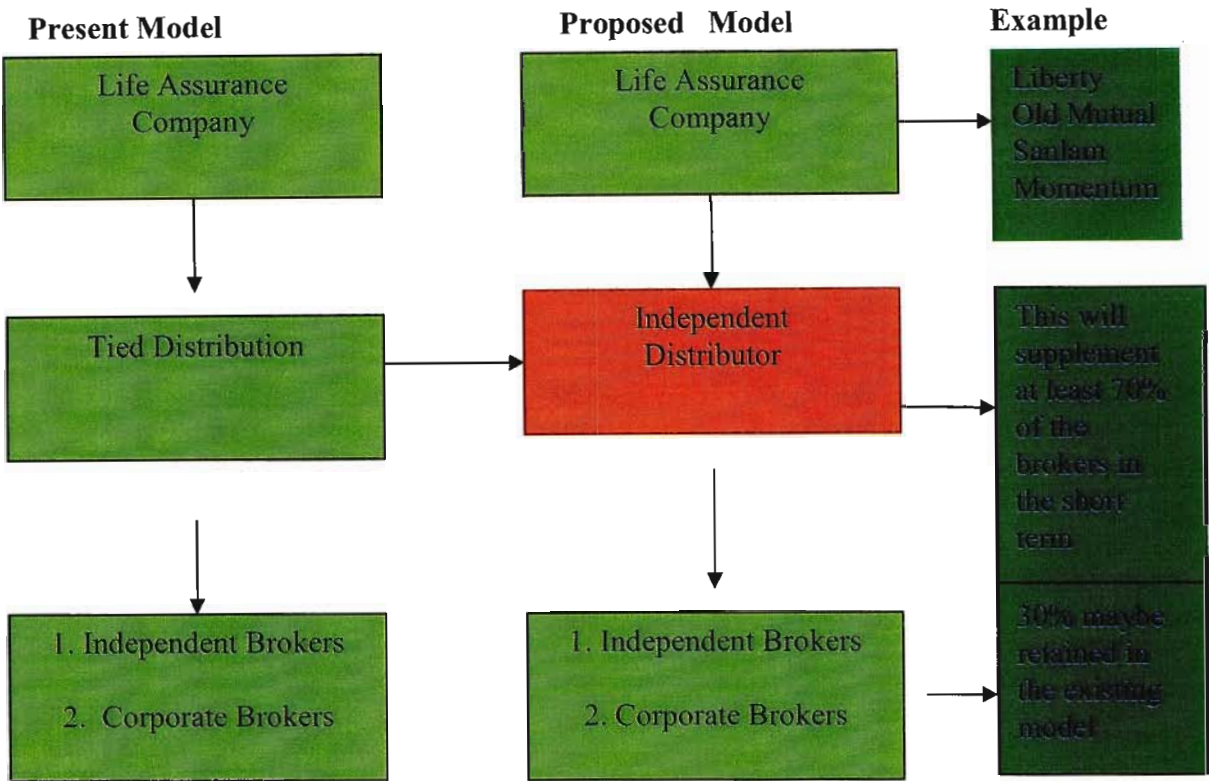 Present Model
Proposed Model
Example
Life Assurance
Company
Life Assurance
Company
Liberty
Old Mutual
Sanlam
Momentum
Tied Distribution
Independent
Distributor
This will
supplement
at least 70%
of the
brokers in
the short
term
1. Independent Brokers
2. Corporate Brokers
1. Independent Brokers
2. Corporate Brokers
30% maybe
retained in
the existing
model